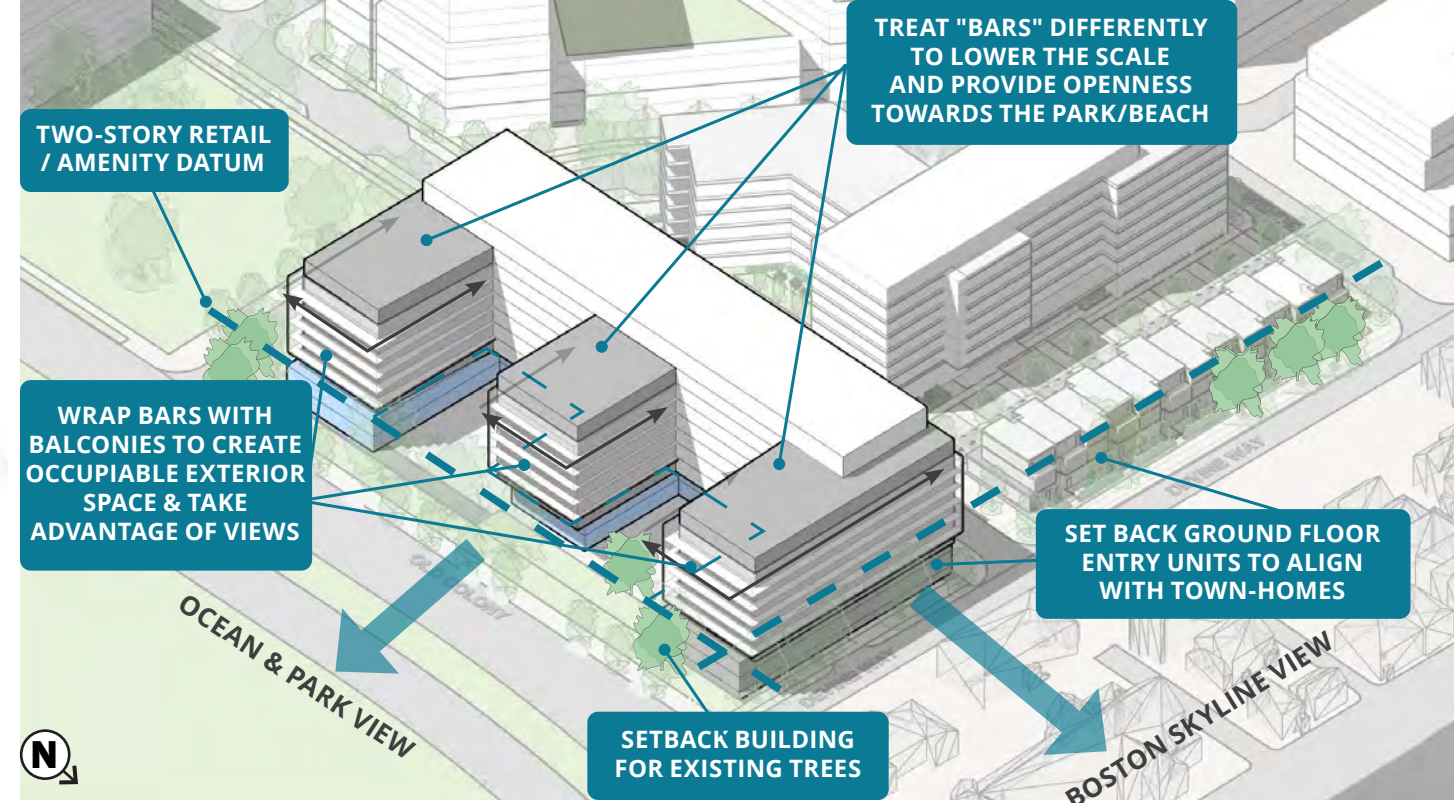 TREAT "BARS" DIFFERENTLY
TO LOWER THE SCALE
AND PROVIDE OPENNESS
TOWARDS THE PARK/BEACH
TWO-STORY RETAIL
/ AMENITY DATUM
WRAP BARS WITH
BALCONIES TO CREATE
OCCUPIABLE EXTERIOR
SPACE & TAKE
ADVANTAGE OF VIEWS
SET BACK GROUND FLOOR
ENTRY UNITS TO ALIGN
WITH TOWN-HOMES
OCEAN & PARK VIEW
BOSTON SKYLINE VIEW
SETBACK BUILDING
FOR EXISTING TREES
N